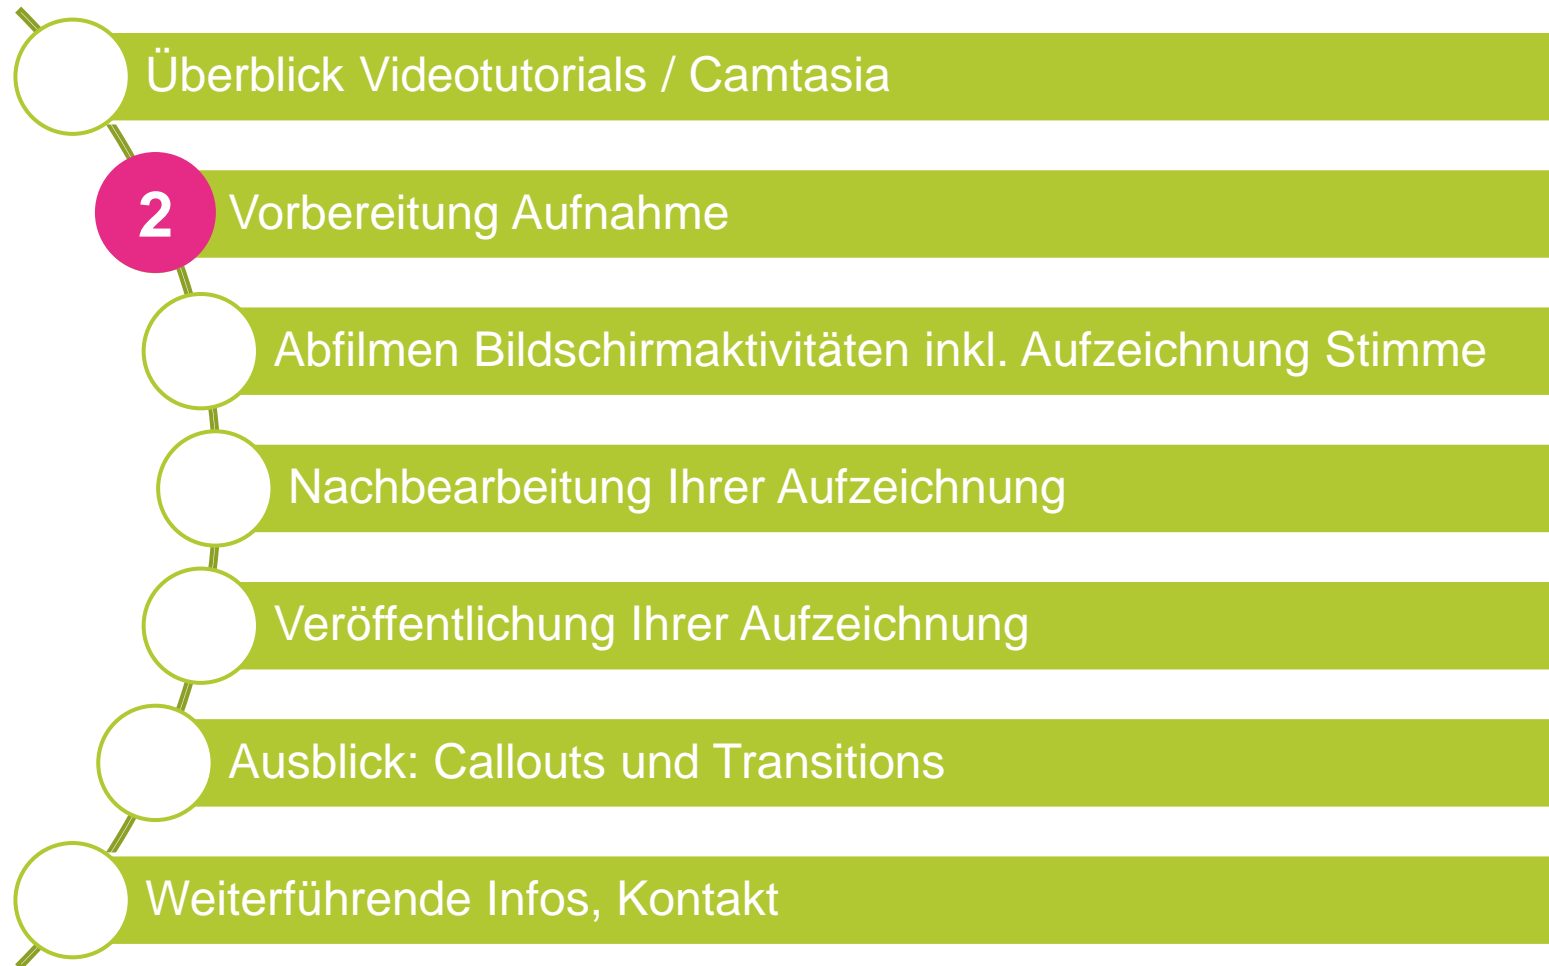 Überblick Videotutorials / Camtasia
2 Vorbereitung Aufnahme
Abfilmen Bildschirmaktivitäten inkl. Aufzeichnung Stimme
Nachbearbeitung Ihrer Aufzeichnung
Veröffentlichung Ihrer Aufzeichnung
Ausblick: Callouts und Transitions
Weiterführende Infos, Kontakt